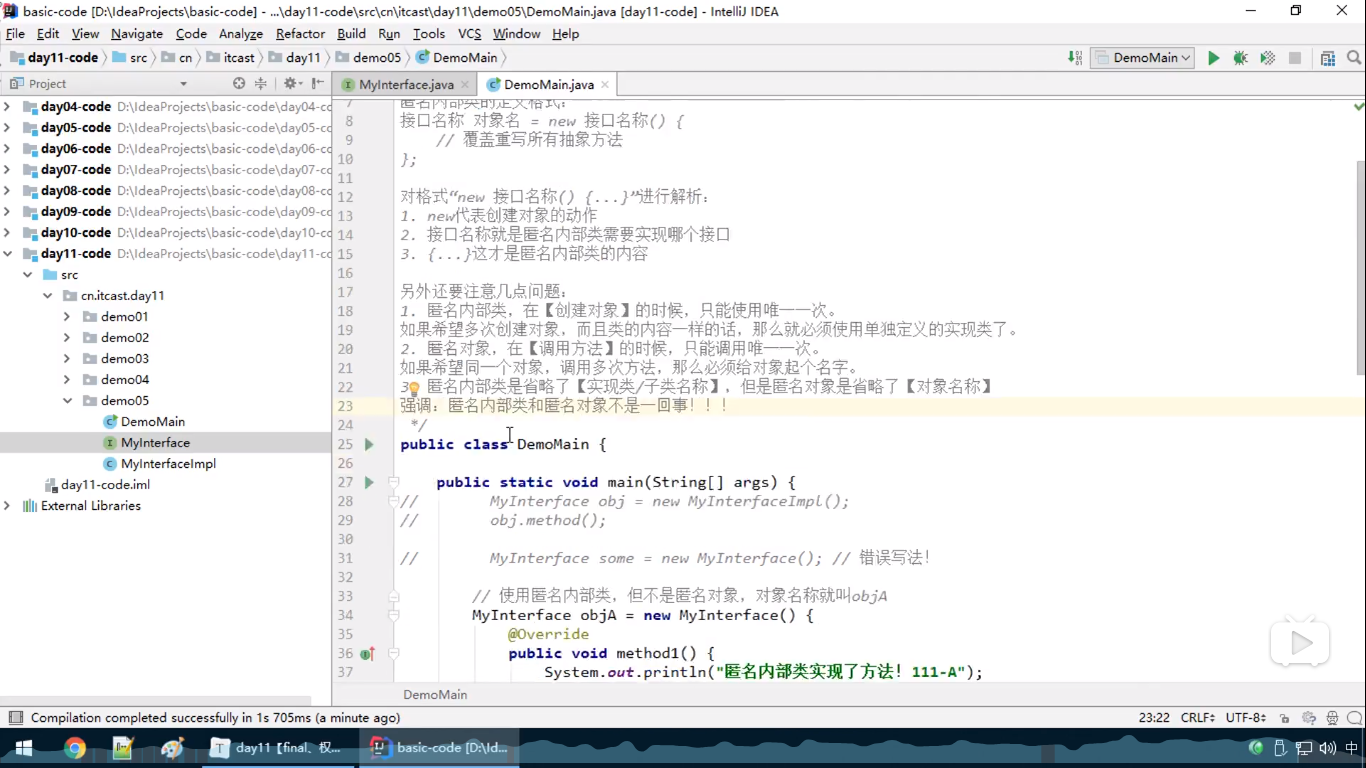 basic-code [D:\IdeaProjects\basic-code] - ...\day11-code\src\cn\itcast\day11\demo05\DemoMain.java [day11-code] - IntelliJ IDEA
File Edit View Navigate Code Analyze Refactor Build Run Tools VCS Window Help
day11-code src cn itcast day11 demo05 DemoMain
DemoMain
Project
MyInterface.java DemoMain.java
day04-code D:\IdeaProjects\basic-code\day04-cc
day05-code D:\IdeaProjects\basic-code\day05-cc
day06-code D:\IdeaProjects\basic-code\day06-cc
day07-code D:\IdeaProjects\basic-code\day07-cc
day08-code D:\IdeaProjects\basic-code\day08-cc
day09-code D:\IdeaProjects\basic-code\day09-cc
day10-code D:\IdeaProjects\basic-code\day10-cc
day11-code D:\IdeaProjects\basic-code\day11-cc
src
cn.itcast.day11
demo01
demo02
demo03
demo04
demo05
DemoMain
MyInterface
MyInterfaceImpl
day11-code.iml
External Libraries
7 匿名内部类的定义格式：
8 接口名称 对象名 = new 接口名称() {
9 // 覆盖重写所有抽象方法
10 };
11
12 对格式“new 接口名称() {...}”进行解析：
13 1. new代表创建对象的动作
14 2. 接口名称就是匿名内部类需要实现哪个接口
15 3. {...}这才是匿名内部类的内容
16
17 另外还要注意几点问题：
18 1. 匿名内部类，在【创建对象】的时候，只能使用唯一一次。
19 如果希望多次创建对象，而且类的内容一样的话，那么就必须使用单独定义的实现类了。
20 2. 匿名对象，在【调用方法】的时候，只能调用唯一一次。
21 如果希望同一个对象，调用多次方法，那么必须给对象起个名字。
22 3 匿名内部类是省略了【实现类/子类名称】，但是匿名对象是省略了【对象名称】
23 强调：匿名内部类和匿名对象不是一回事！！！
24 */
25 public class DemoMain {
26
27 public static void main(String[] args) {
28 // MyInterface obj = new MyInterfaceImpl();
29 // obj.method();
30
31 // MyInterface some = new MyInterface(); // 错误写法！
32
33 // 使用匿名内部类，但不是匿名对象，对象名称就叫objA
34 MyInterface objA = new MyInterface() {
35 @Override
36 public void method1() {
37 System.out.println("匿名内部类实现了方法！111-A");
DemoMain
Compilation completed successfully in 1s 705ms (a minute ago)
23:22 CRLF UTF-8
day11【final、权...
basic-code [D:\Id...
中